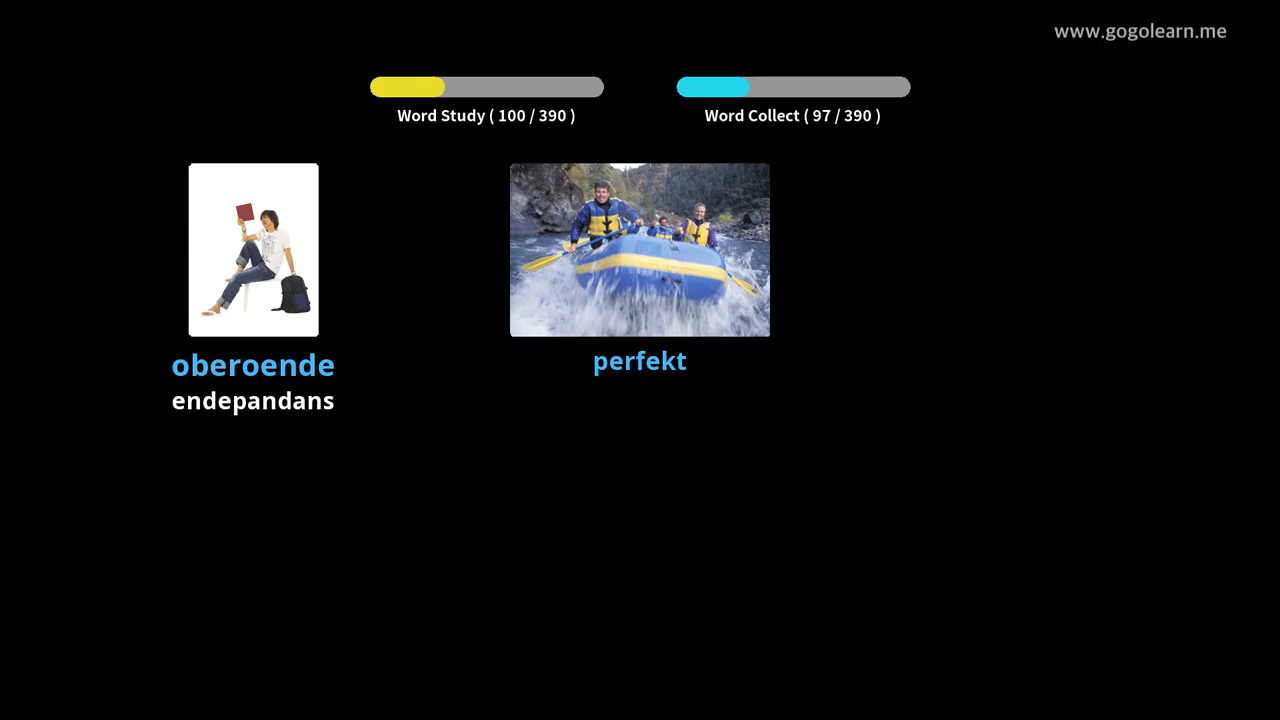 www.gogolearn.me
Word Study ( 100 / 390 )
Word Collect ( 97 / 390 )
oberoende
endepandans
perfekt